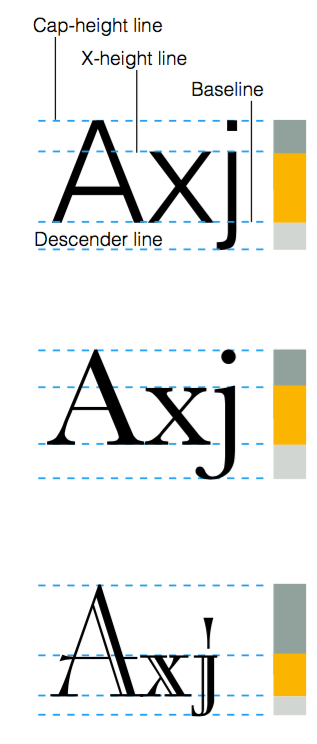 Cap-height line
X-height line
Baseline
Axj
Descender line
Axj
Axj